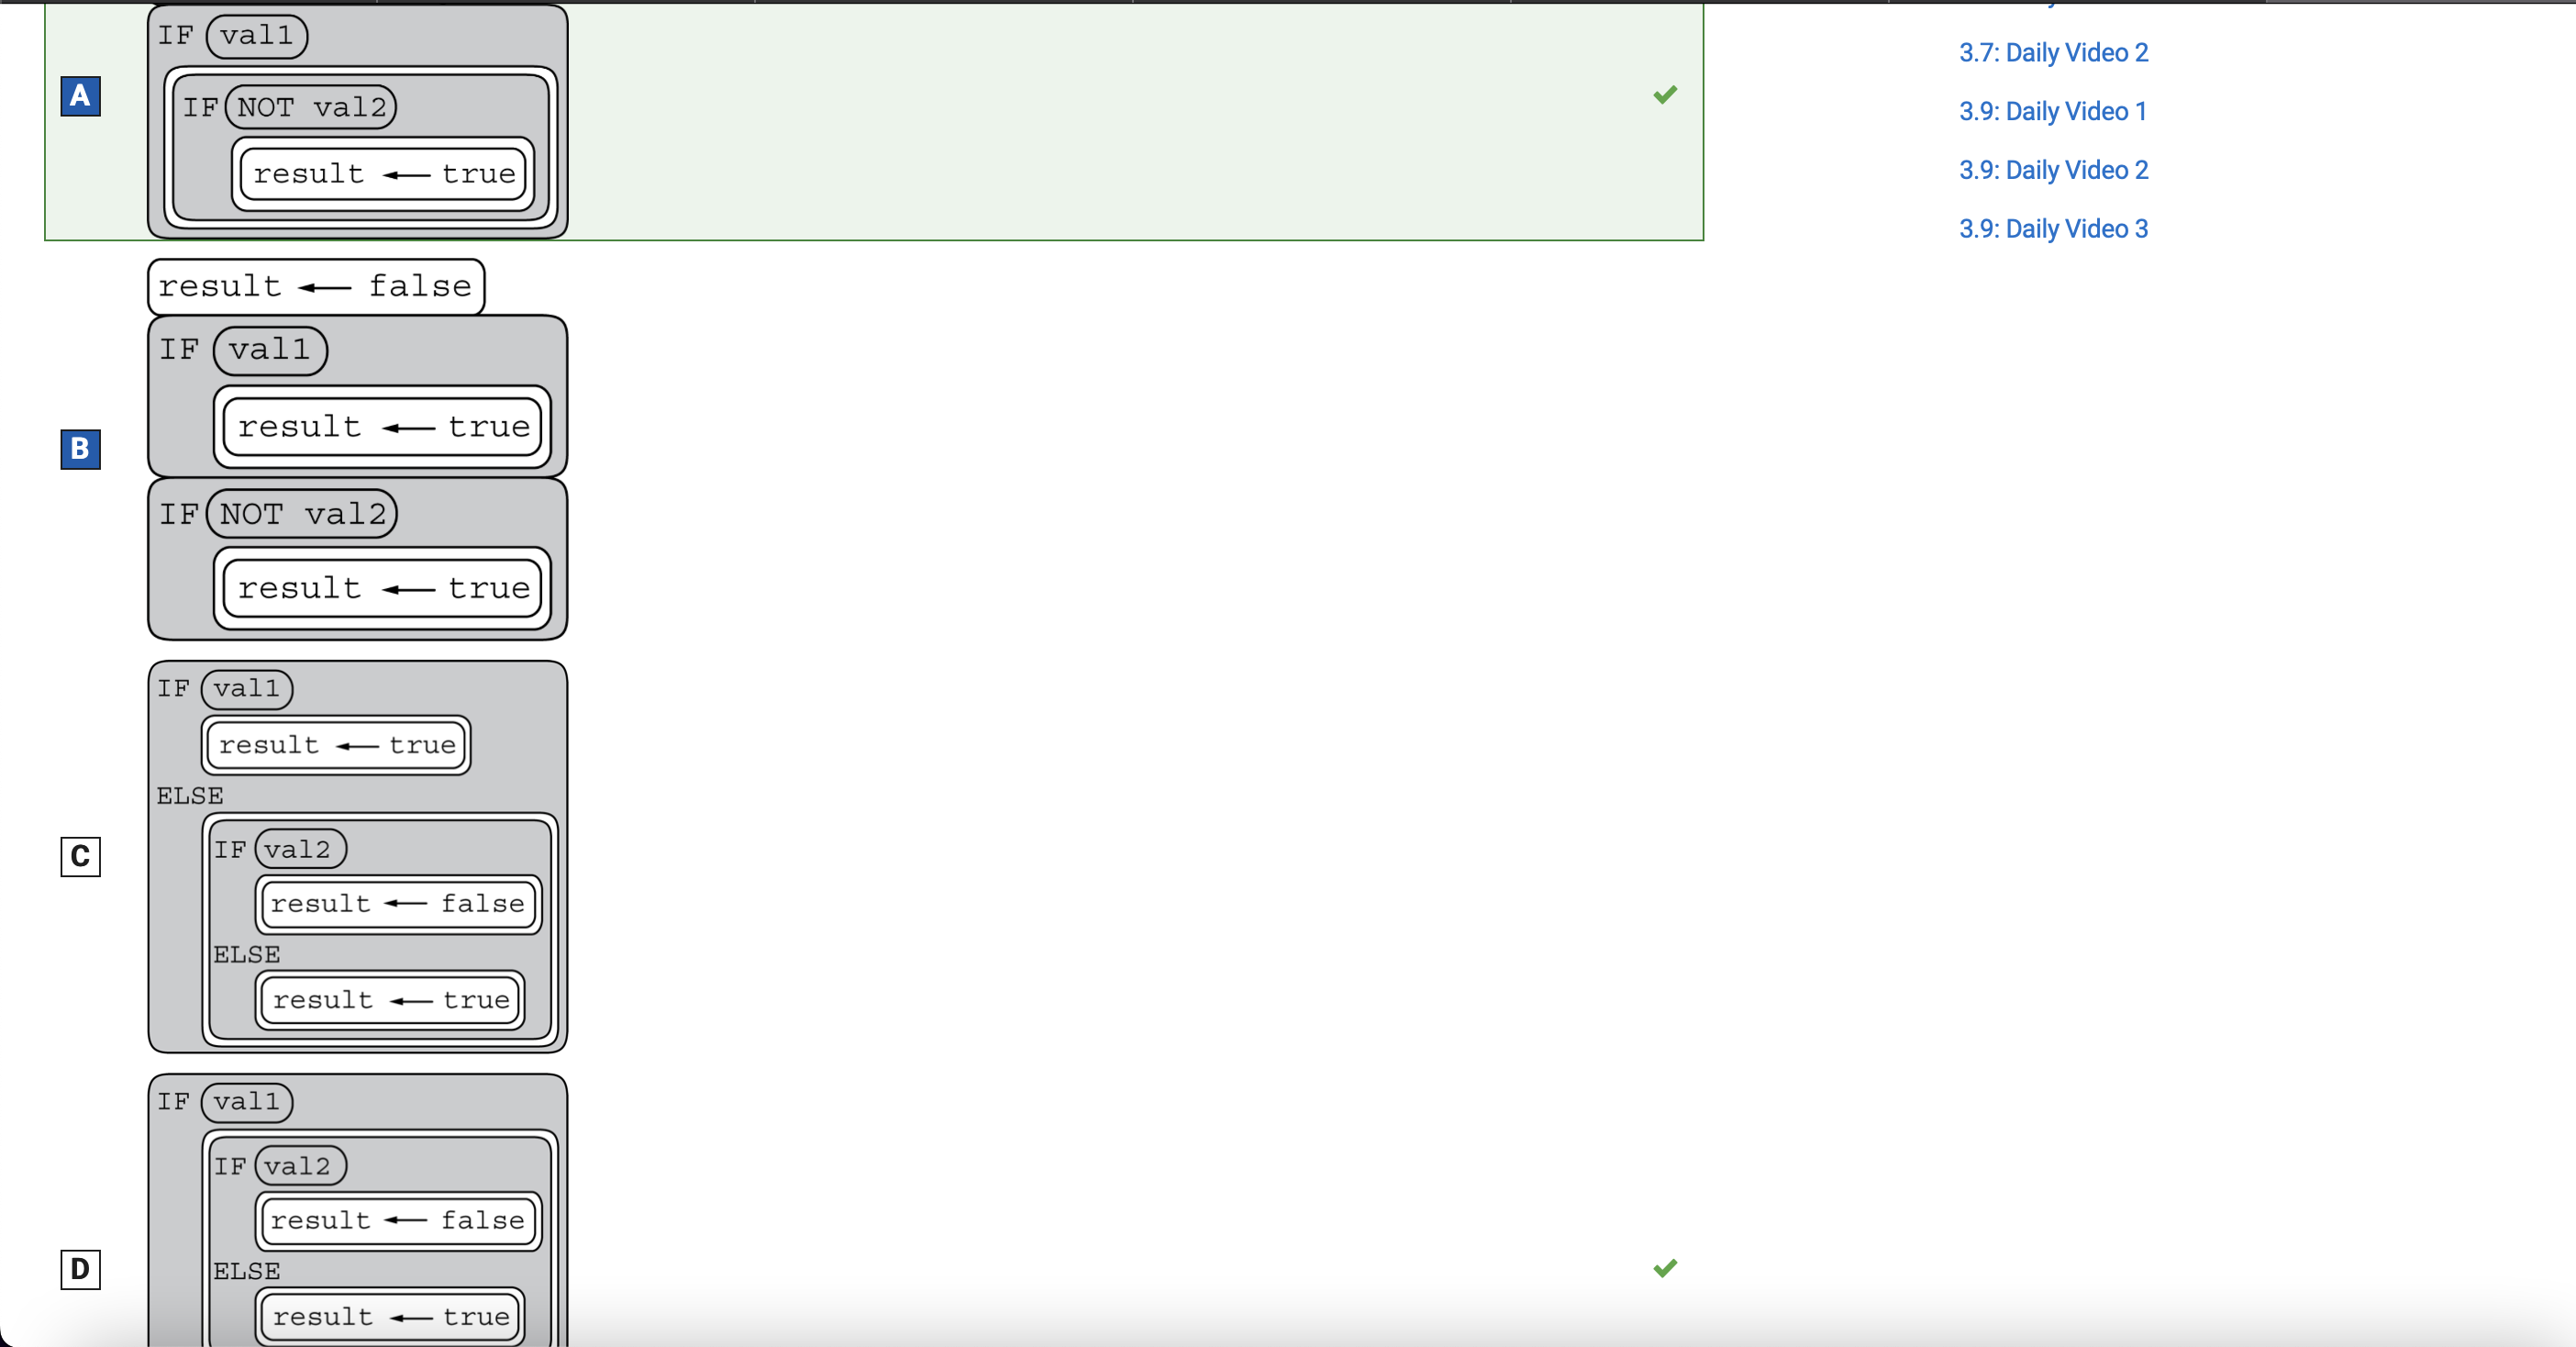 IF val1
A
IF NOT val2
result ← true
result ← false
IF val1
result ← true
B
IF NOT val2
result ← true
IF val1
result ← true
ELSE
IF val2
C
result ← false
ELSE
result ← true
IF val1
IF val2
result ← false
D
ELSE
result ← true
3.7: Daily Video 2
3.9: Daily Video 1
3.9: Daily Video 2
3.9: Daily Video 3